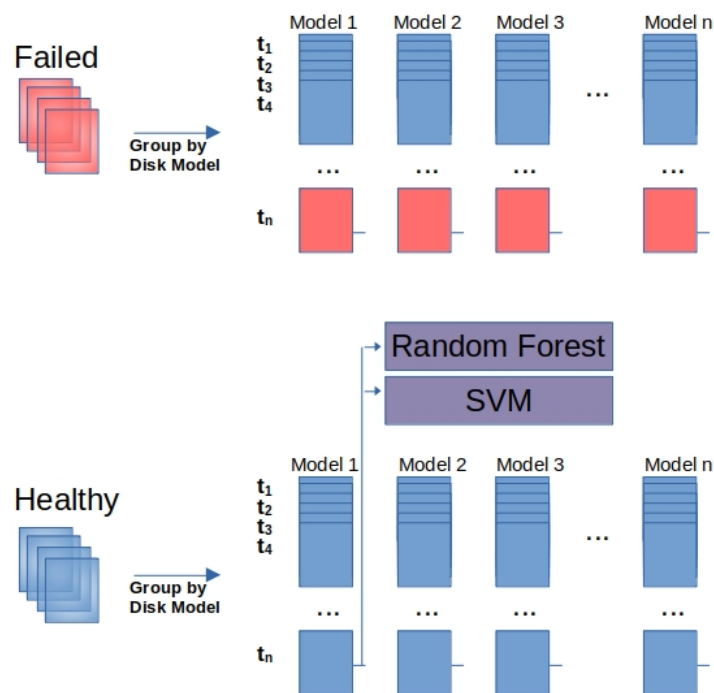 Model 1 Model 2 Model 3 Model n
t1
Failed
t2
t3
t4
...
Group by
Disk Model
... ... ... ...
tn
Random Forest
SVM
Model 1 Model 2 Model 3 Model n
t1
Healthy
t2
t3
t4
...
Group by
Disk Model
... ... ... ...
tn